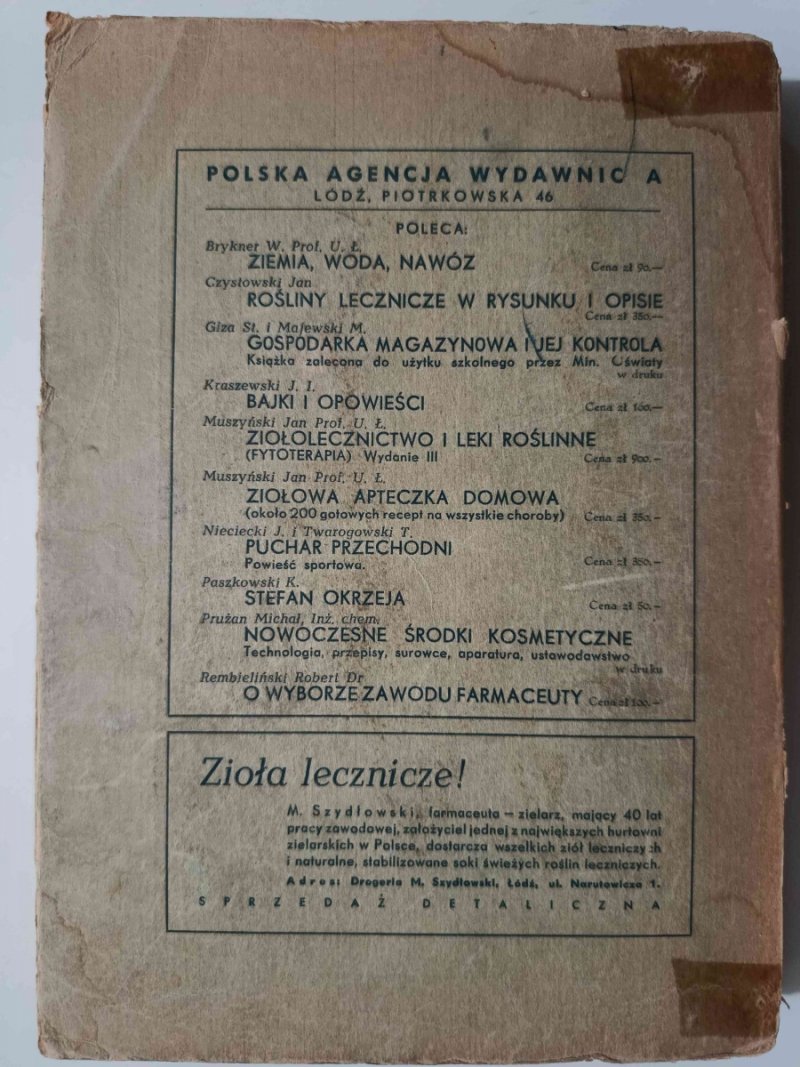 POLSKA AGENCJA WYDAWNIC A
ŁÓDŹ, PIOTRKOWSKA 46
POLECA:
Brykner W. Prof. U. Ł.
ZIEMIA, WODA, NAWÓZ Cena zł 90.—
Czystowski Jan
ROŚLINY LECZNICZE W RYSUNKU I OPISIE
Cena zł 350.—
Giza St. i Majewski M.
GOSPODARKA MAGAZYNOWA I JEJ KONTROLA
Książka zalecona do użytku szkolnego przez Min. Oświaty
w druku
Kraszewski J. I.
BAJKI I OPOWIEŚCI Cena zł 160.—
Muszyński Jan Prof. U. Ł.
ZIOŁOLECZNICTWO I LEKI ROŚLINNE
(FYTOTERAPIA) Wydanie III Cena zł 900.—
Muszyński Jan Prof. U. Ł.
ZIOŁOWA APTECZKA DOMOWA
(około 200 gotowych recept na wszystkie choroby) Cena zł 350.—
Nieciecki J. i Twarogowski T.
PUCHAR PRZECHODNI
Powieść sportowa. Cena zł 380.—
Paszkowski K.
STEFAN OKRZEJA Cena zł 50.—
Prużan Michał, Inż. chem.
NOWOCZESNE ŚRODKI KOSMETYCZNE
Technologia, przepisy, surowce, aparatura, ustawodawstwo
w druku
Rembieliński Robert Dr
O WYBORZE ZAWODU FARMACEUTY Cena zł 100.—
Zioła lecznicze!
M. Szydłowski, farmaceuta — zielarz, mający 40 lat
pracy zawodowej, założyciel jednej z największych hurtowni
zielarskich w Polsce, dostarcza wszelkich ziół leczniczych
i naturalne, stabilizowane soki świeżych roślin leczniczych.
Adres: Drogeria M. Szydłowski, Łódź, ul. Narutowicza 1.
SPRZEDAŻ DETALICZNA